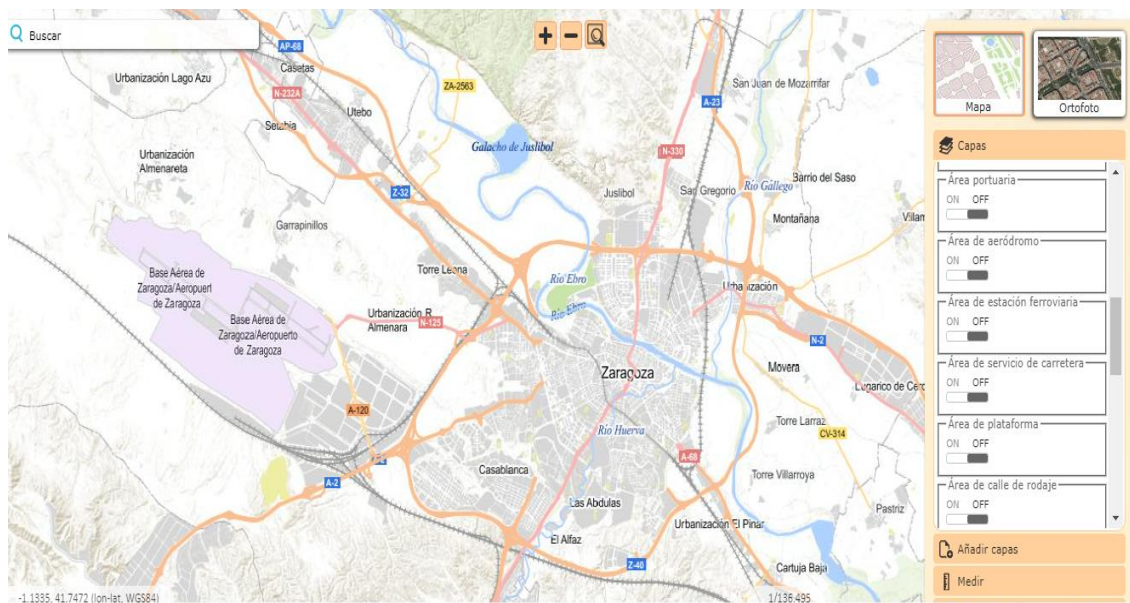 Buscar
AP-68
Casetas
Urbanización Lago Azu
N-232A
Utebo
ZA-2563
San Juan de Mozarrifar
A-23
Setabia
Galacho de Juslibol
N-330
Urbanización
Almenareta
Z-32
Juslibol
San Gregorio
Río Gállego
Barrio del Saso
Garrapinillos
Montañana
Villam
Base Aérea de
Zaragoza/Aeropuert
de Zaragoza
Torre Leona
Río Ebro
Urbanización
Río Ebro
Base Aérea de
Zaragoza/Aeropuerto
de Zaragoza
Urbanización R
Almenara
N-125
N-2
Zaragoza
Movera
Lugarico de Cerd
A-120
Río Huerva
Torre Larraz
CV-314
Casablanca
A-68
Torre Villarroya
A-2
Las Abdulas
Pastriz
Urbanización El Pinar
El Alfaz
Z-40
Cartuja Baja
-1.1335, 41.7472 (lon-lat, WGS84)
1/136.495
Mapa
Ortofoto
Capas
Área portuaria
ON OFF
Área de aeródromo
ON OFF
Área de estación ferroviaria
ON OFF
Área de servicio de carretera
ON OFF
Área de plataforma
ON OFF
Área de calle de rodaje
ON OFF
Añadir capas
Medir